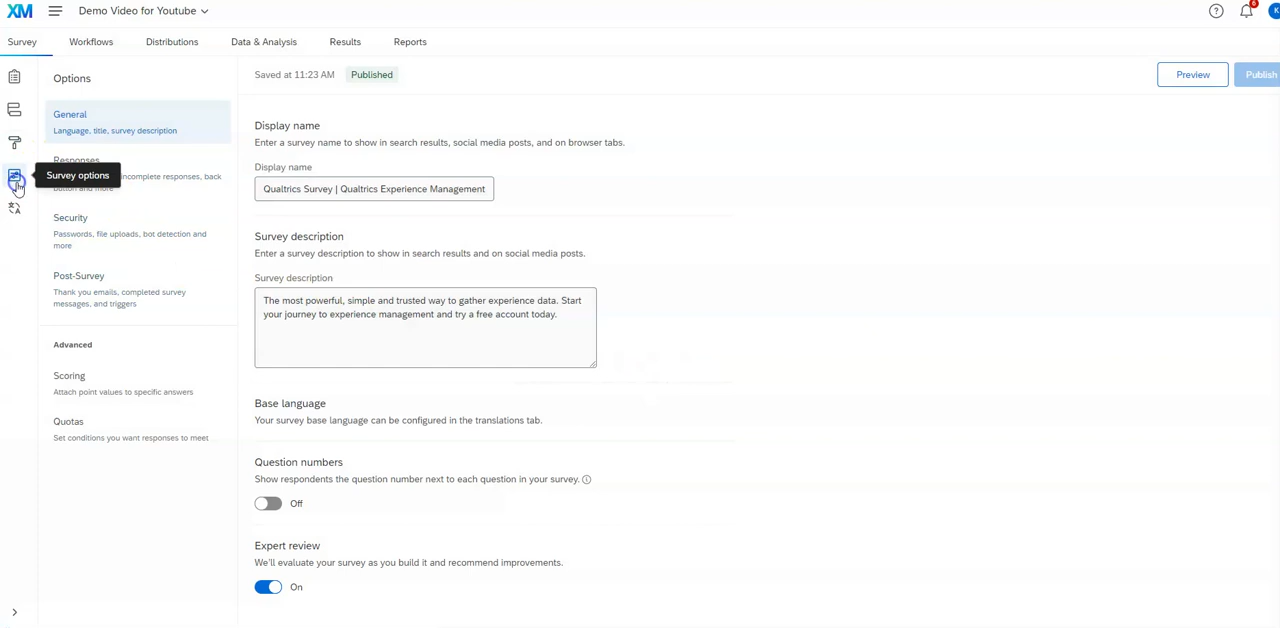 XM
Demo Video for Youtube
6
K
Survey
Workflows
Distributions
Data & Analysis
Results
Reports
Options
Saved at 11:23 AM
Published
Preview
Publish
General
Language, title, survey description
Responses
incomplete responses, back
button and more
Survey options
Security
Passwords, file uploads, bot detection and
more
Post-Survey
Thank you emails, completed survey
messages, and triggers
Advanced
Scoring
Attach point values to specific answers
Quotas
Set conditions you want responses to meet
Display name
Enter a survey name to show in search results, social media posts, and on browser tabs.
Display name
Qualtrics Survey | Qualtrics Experience Management
Survey description
Enter a survey description to show in search results and on social media posts.
Survey description
The most powerful, simple and trusted way to gather experience data. Start
your journey to experience management and try a free account today.
Base language
Your survey base language can be configured in the translations tab.
Question numbers
Show respondents the question number next to each question in your survey.
Off
Expert review
We'll evaluate your survey as you build it and recommend improvements.
On